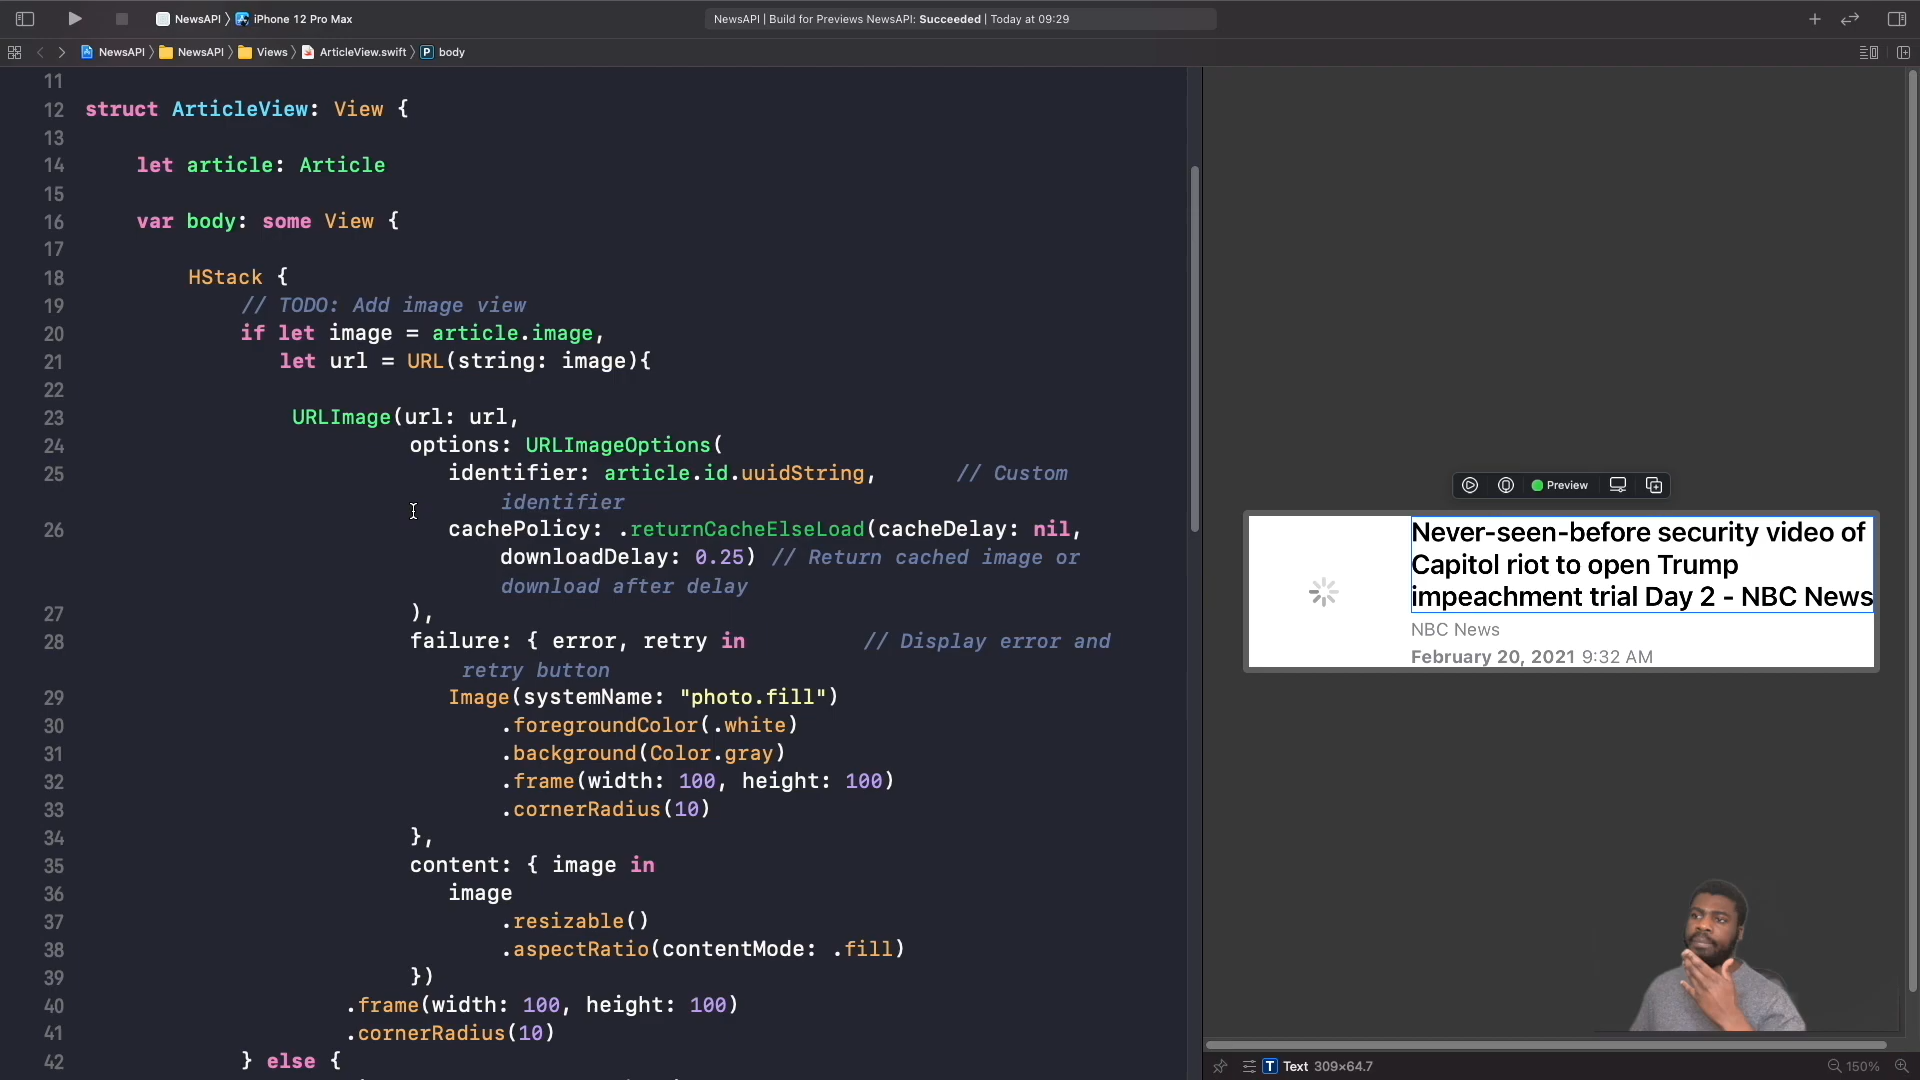 NewsAPI
iPhone 12 Pro Max
NewsAPI | Build for Previews NewsAPI: Succeeded | Today at 09:29
NewsAPI
NewsAPI
Views
ArticleView.swift
P body
11
12 struct ArticleView: View {
13
14 let article: Article
15
16 var body: some View {
17
18 HStack {
19 // TODO: Add image view
20 if let image = article.image,
21 let url = URL(string: image){
22
23 URLImage(url: url,
24 options: URLImageOptions(
25 identifier: article.id.uuidString, // Custom
identifier
26 cachePolicy: .returnCacheElseLoad(cacheDelay: nil,
downloadDelay: 0.25) // Return cached image or
download after delay
27 ),
28 failure: { error, retry in // Display error and
retry button
29 Image(systemName: "photo.fill")
30 .foregroundColor(.white)
31 .background(Color.gray)
32 .frame(width: 100, height: 100)
33 .cornerRadius(10)
34 },
35 content: { image in
36 image
37 .resizable()
38 .aspectRatio(contentMode: .fill)
39 })
40 .frame(width: 100, height: 100)
41 .cornerRadius(10)
42 } else {
Preview
Never-seen-before security video of
Capitol riot to open Trump
impeachment trial Day 2 - NBC News
NBC News
February 20, 2021 9:32 AM
T Text 309×64.7
150%